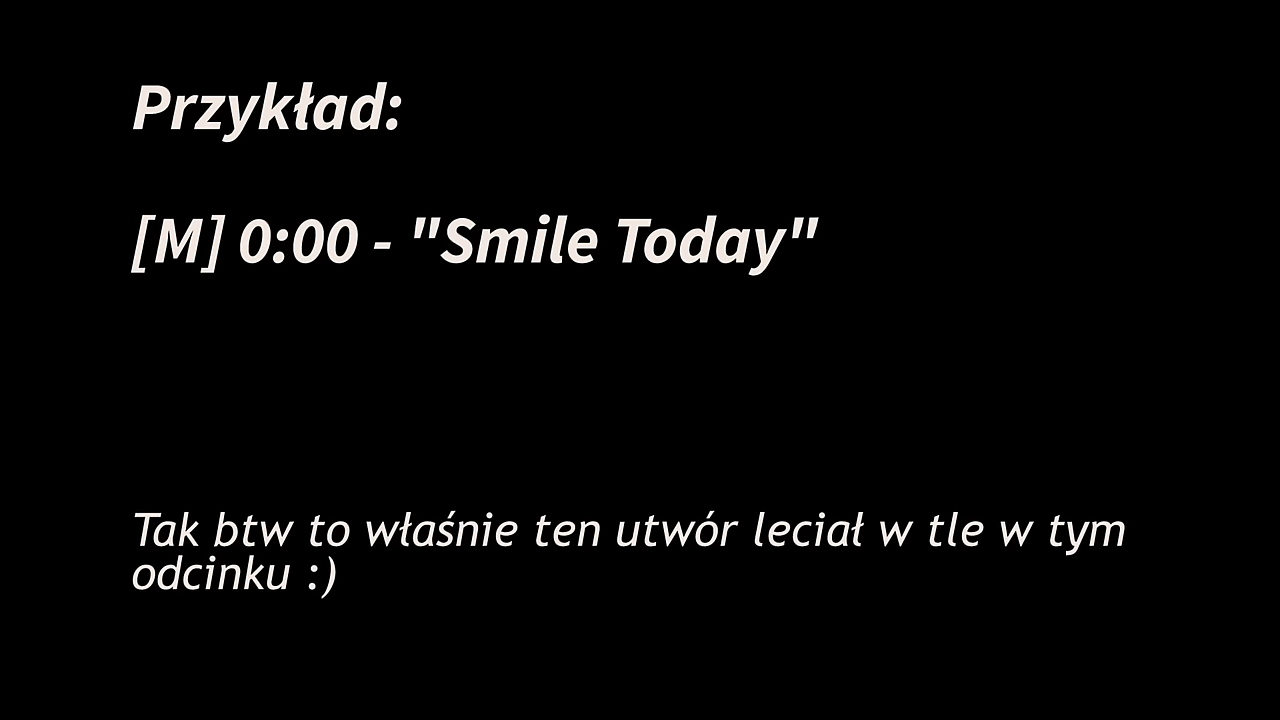 Przykład:
[M] 0:00 - "Smile Today"
Tak btw to właśnie ten utwór leciał w tle w tym
odcinku :)